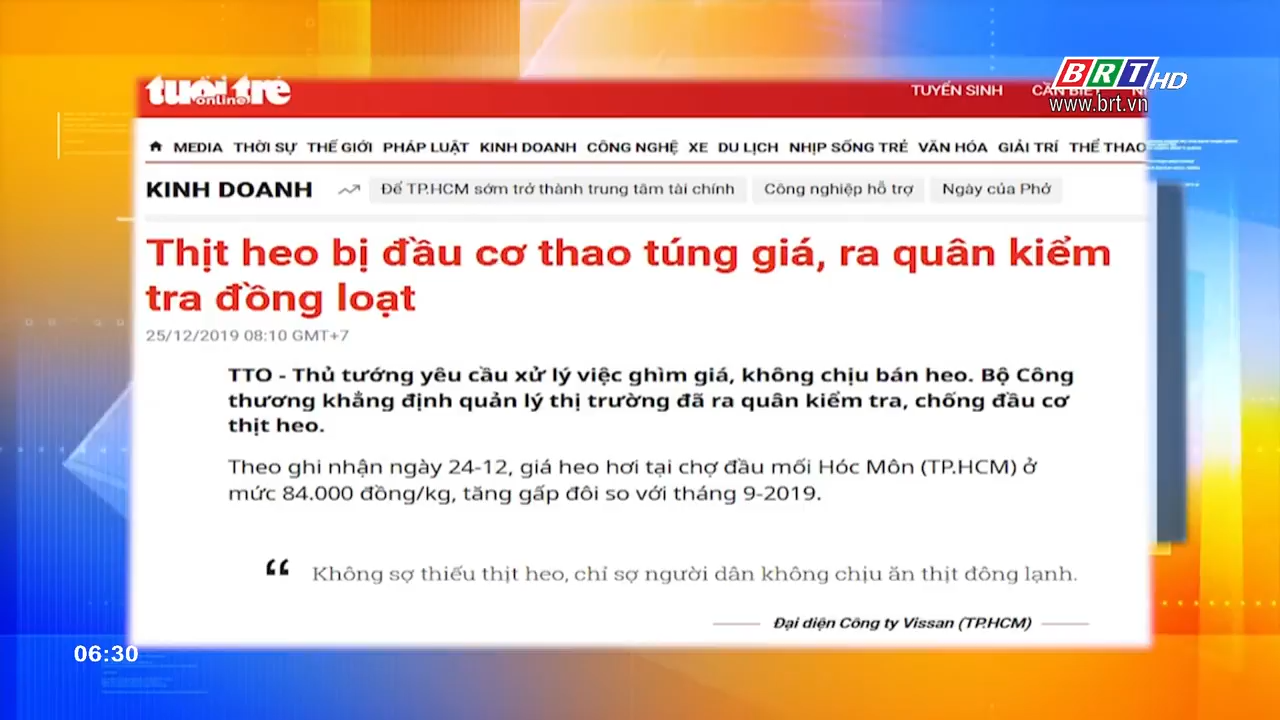 BRT HD
www.brt.vn
tuổi trẻ
online
TUYỂN SINH CẦN BIẾT
MEDIA THỜI SỰ THẾ GIỚI PHÁP LUẬT KINH DOANH CÔNG NGHỆ XE DU LỊCH NHỊP SỐNG TRẺ VĂN HÓA GIẢI TRÍ THỂ THAO
KINH DOANH Để TP.HCM sớm trở thành trung tâm tài chính Công nghiệp hỗ trợ Ngày của Phở
Thịt heo bị đầu cơ thao túng giá, ra quân kiểm
tra đồng loạt
25/12/2019 08:10 GMT+7
TTO - Thủ tướng yêu cầu xử lý việc ghìm giá, không chịu bán heo. Bộ Công
thương khẳng định quản lý thị trường đã ra quân kiểm tra, chống đầu cơ
thịt heo.
Theo ghi nhận ngày 24-12, giá heo hơi tại chợ đầu mối Hóc Môn (TP.HCM) ở
mức 84.000 đồng/kg, tăng gấp đôi so với tháng 9-2019.
“ Không sợ thiếu thịt heo, chỉ sợ người dân không chịu ăn thịt đông lạnh.
Đại diện Công ty Vissan (TP.HCM)
06:30